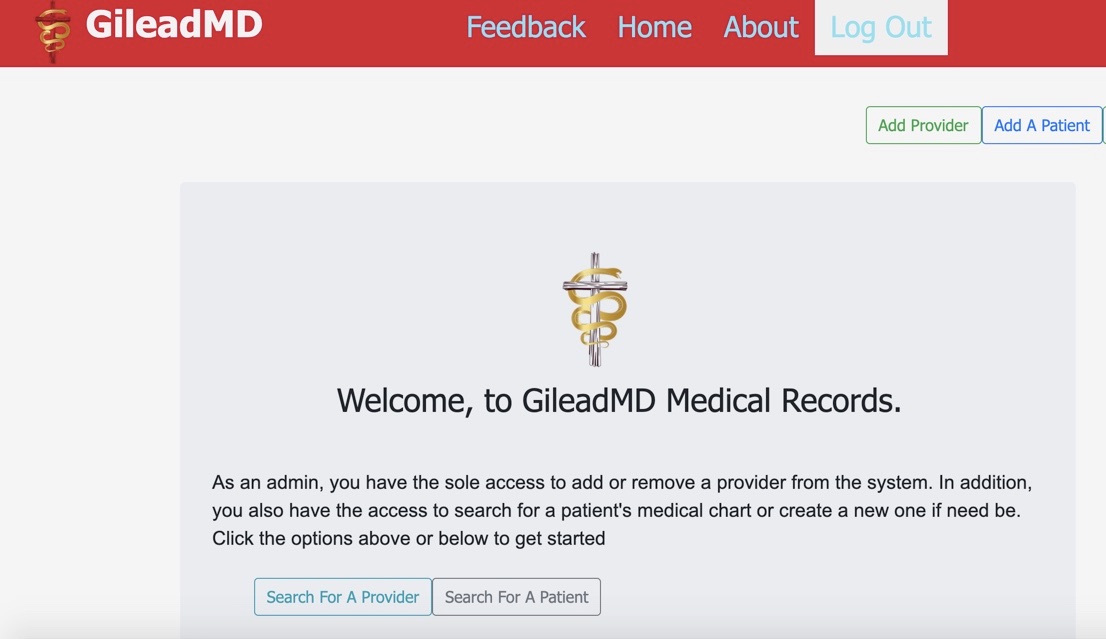 GileadMD
Feedback Home About Log Out
Add Provider Add A Patient
Welcome, to GileadMD Medical Records.
As an admin, you have the sole access to add or remove a provider from the system. In addition,
you also have the access to search for a patient's medical chart or create a new one if need be.
Click the options above or below to get started
Search For A Provider Search For A Patient